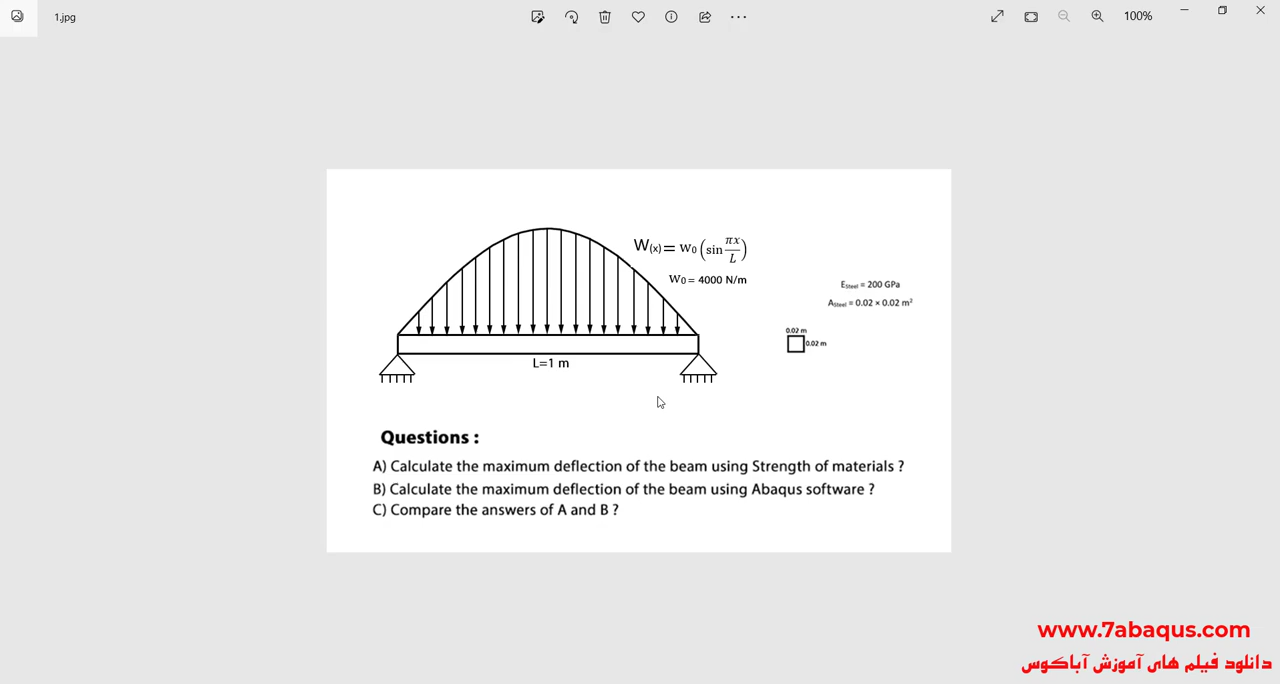 1.jpg
100%
W(x)= W0 (sin πx/L)
W0 = 4000 N/m
ESteel = 200 GPa
ASteel = 0.02 × 0.02 m²
0.02 m
0.02 m
L=1 m
Questions :
A) Calculate the maximum deflection of the beam using Strength of materials ?
B) Calculate the maximum deflection of the beam using Abaqus software ?
C) Compare the answers of A and B ?
www.7abaqus.com
دانلود فیلم های آموزش آباکوس